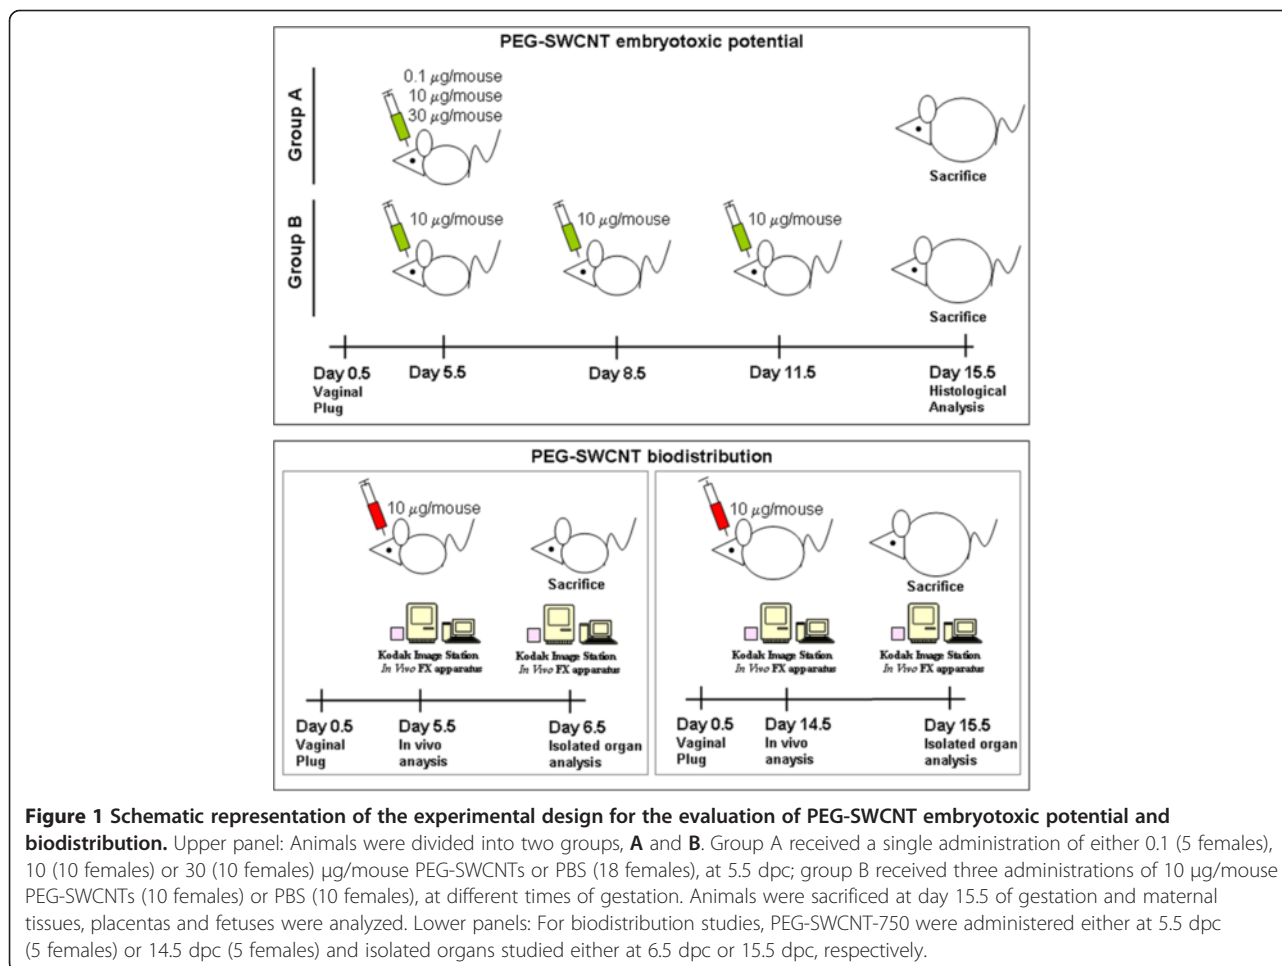 PEG-SWCNT embryotoxic potential
Group A
0.1 µg/mouse
10 µg/mouse
30 µg/mouse
Sacrifice
Group B
10 µg/mouse
10 µg/mouse
10 µg/mouse
Sacrifice
Day 0.5
Vaginal
Plug
Day 5.5
Day 8.5
Day 11.5
Day 15.5
Histological
Analysis
PEG-SWCNT biodistribution
10 µg/mouse
Sacrifice
Kodak Image Station
In Vivo FX apparatus
Kodak Image Station
In Vivo FX apparatus
Day 0.5
Vaginal
Plug
Day 5.5
In vivo
anaysis
Day 6.5
Isolated organ
analysis
10 µg/mouse
Sacrifice
Kodak Image Station
In Vivo FX apparatus
Kodak Image Station
In Vivo FX apparatus
Day 0.5
Vaginal
Plug
Day 14.5
In vivo
anaysis
Day 15.5
Isolated organ
analysis
Figure 1 Schematic representation of the experimental design for the evaluation of PEG-SWCNT embryotoxic potential and
biodistribution. Upper panel: Animals were divided into two groups, A and B. Group A received a single administration of either 0.1 (5 females),
10 (10 females) or 30 (10 females) µg/mouse PEG-SWCNTs or PBS (18 females), at 5.5 dpc; group B received three administrations of 10 µg/mouse
PEG-SWCNTs (10 females) or PBS (10 females), at different times of gestation. Animals were sacrificed at day 15.5 of gestation and maternal
tissues, placentas and fetuses were analyzed. Lower panels: For biodistribution studies, PEG-SWCNT-750 were administered either at 5.5 dpc
(5 females) or 14.5 dpc (5 females) and isolated organs studied either at 6.5 dpc or 15.5 dpc, respectively.